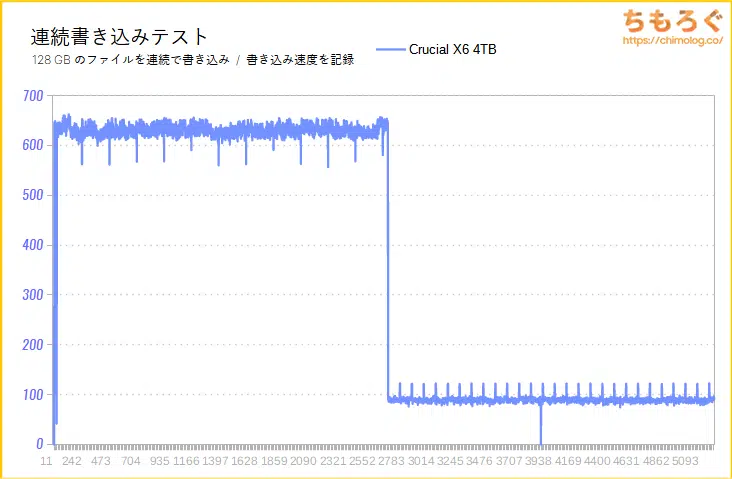 連続書き込みテスト
128 GB のファイルを連続で書き込み / 書き込み速度を記録
Crucial X6 4TB
ちもろぐ
https://chimolog.co/
700
600
500
400
300
200
100
0
11 242 473 704 935 1166 1397 1628 1859 2090 2321 2552 2783 3014 3245 3476 3707 3938 4169 4400 4631 4862 5093